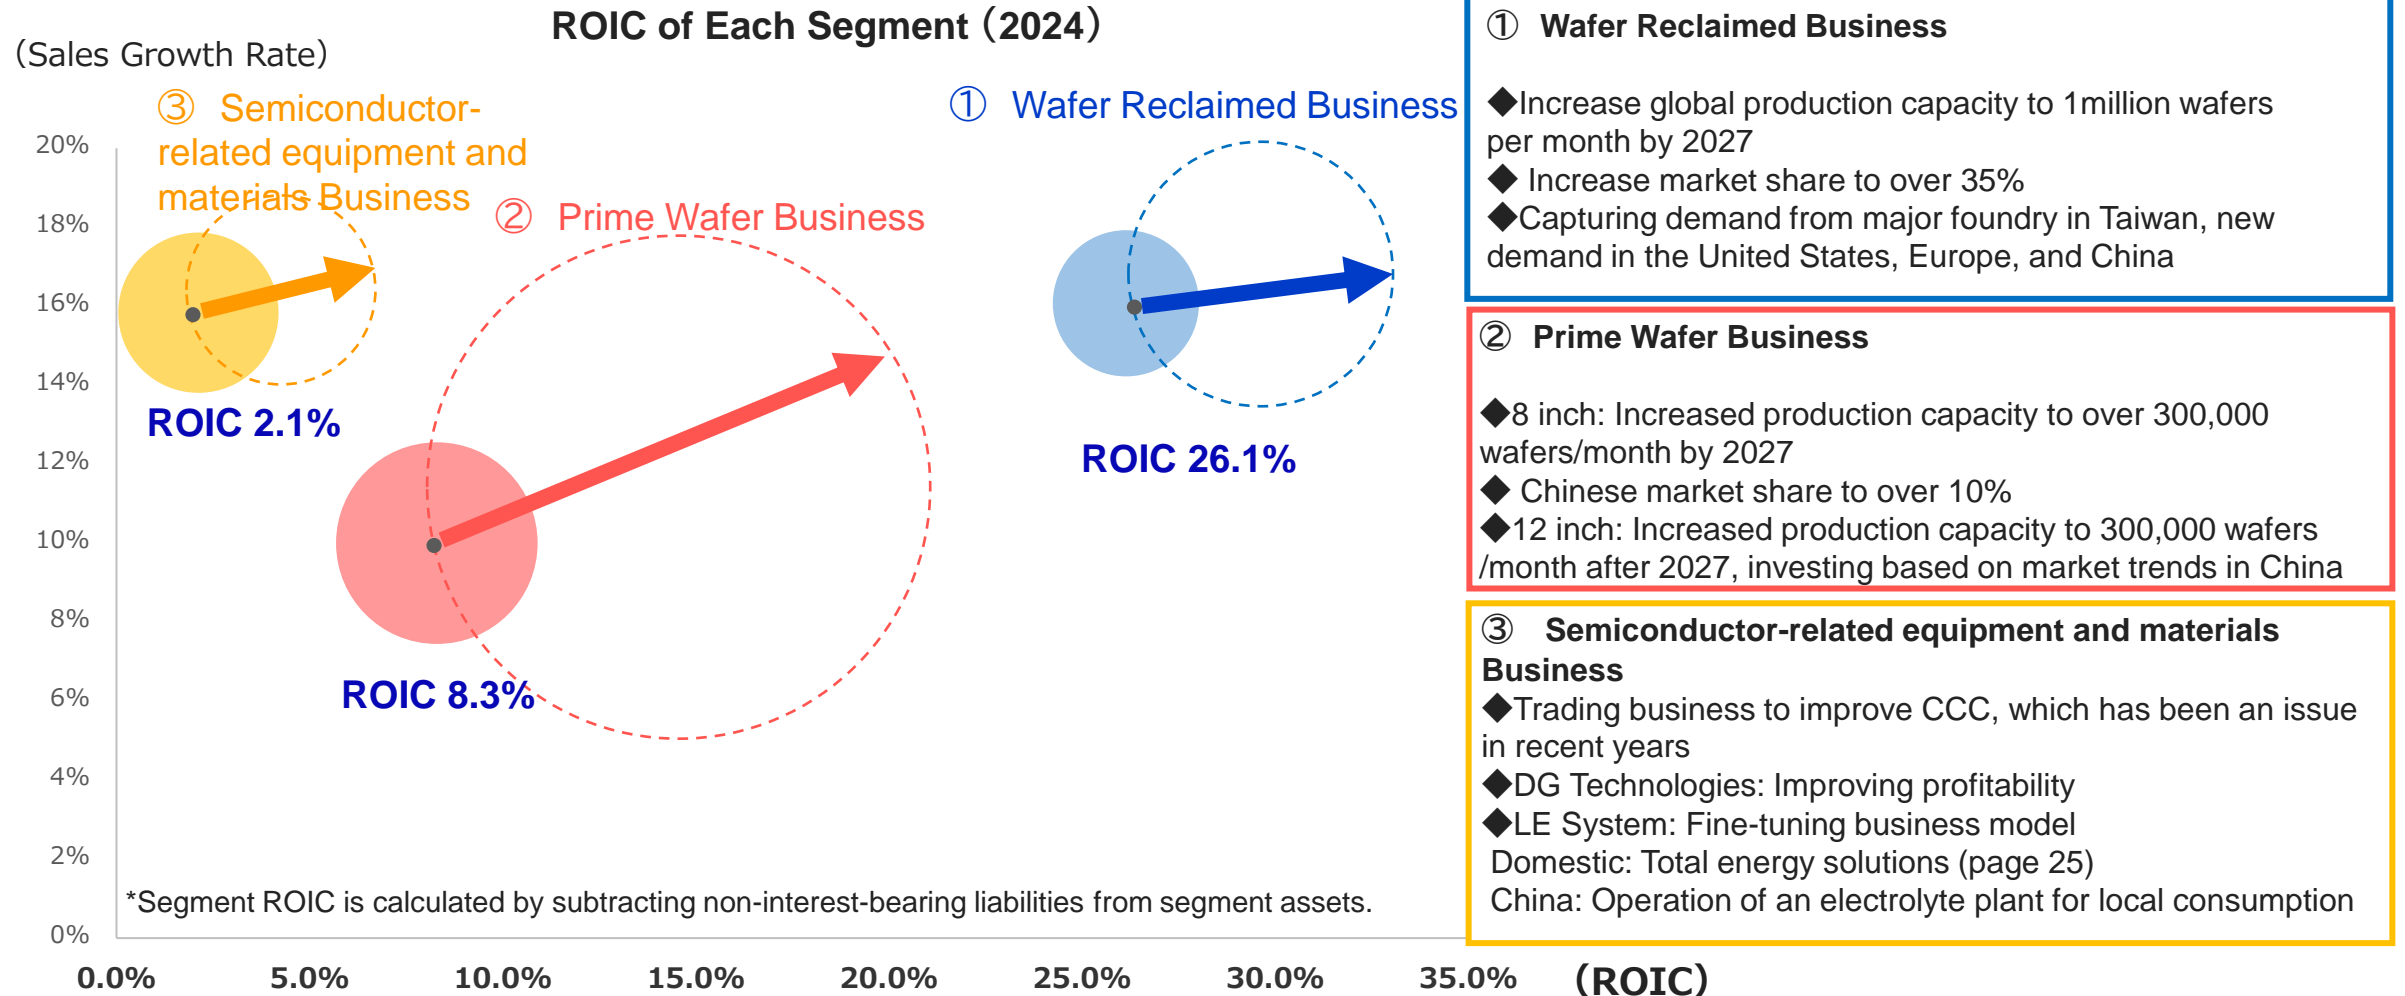 ROIC of Each Segment（2024）
（Sales Growth Rate）
③ Semiconductor-
related equipment and
materials Business
② Prime Wafer Business
① Wafer Reclaimed Business
20%
18%
16%
14%
12%
10%
8%
6%
4%
2%
0%
ROIC 2.1%
ROIC 8.3%
ROIC 26.1%
*Segment ROIC is calculated by subtracting non-interest-bearing liabilities from segment assets.
0.0% 5.0% 10.0% 15.0% 20.0% 25.0% 30.0% 35.0% （ROIC）
① Wafer Reclaimed Business
◆Increase global production capacity to 1million wafers
per month by 2027
◆ Increase market share to over 35%
◆Capturing demand from major foundry in Taiwan, new
demand in the United States, Europe, and China
② Prime Wafer Business
◆8 inch: Increased production capacity to over 300,000
wafers/month by 2027
◆ Chinese market share to over 10%
◆12 inch: Increased production capacity to 300,000 wafers
/month after 2027, investing based on market trends in China
③ Semiconductor-related equipment and materials
Business
◆Trading business to improve CCC, which has been an issue
in recent years
◆DG Technologies: Improving profitability
◆LE System: Fine-tuning business model
Domestic: Total energy solutions (page 25)
China: Operation of an electrolyte plant for local consumption